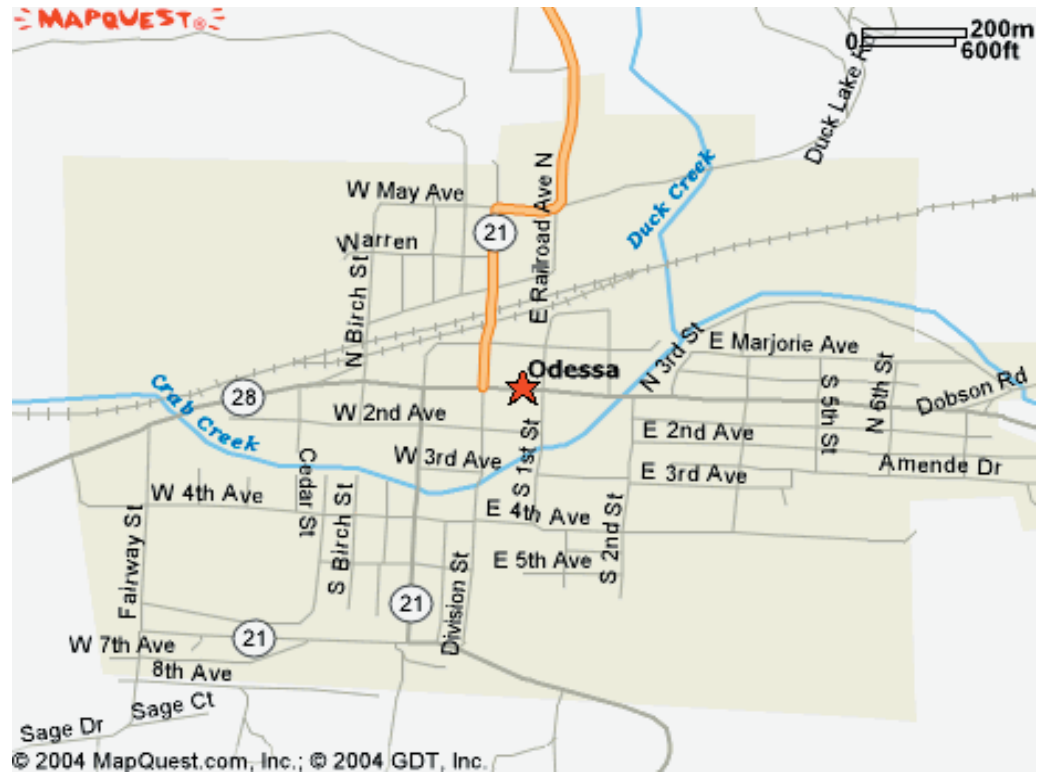 MAPQUEST®
0 200m
600ft
Duck Lake Rd
Duck Creek
E Railroad Ave N
W May Ave
21
Warren
N Birch St
N 3rd St
E Marjorie Ave
Odessa
S 5th St
N 6th St
Dobson Rd
28
Crab Creek
W 2nd Ave
E 2nd Ave
W 3rd Ave
S 1st St
E 3rd Ave
Amende Dr
W 4th Ave
Cedar St
S Birch St
E 4th Ave
S 2nd St
E 5th Ave
Fairway St
21
Division St
21
W 7th Ave
8th Ave
Sage Ct
Sage Dr
© 2004 MapQuest.com, Inc.; © 2004 GDT, Inc.